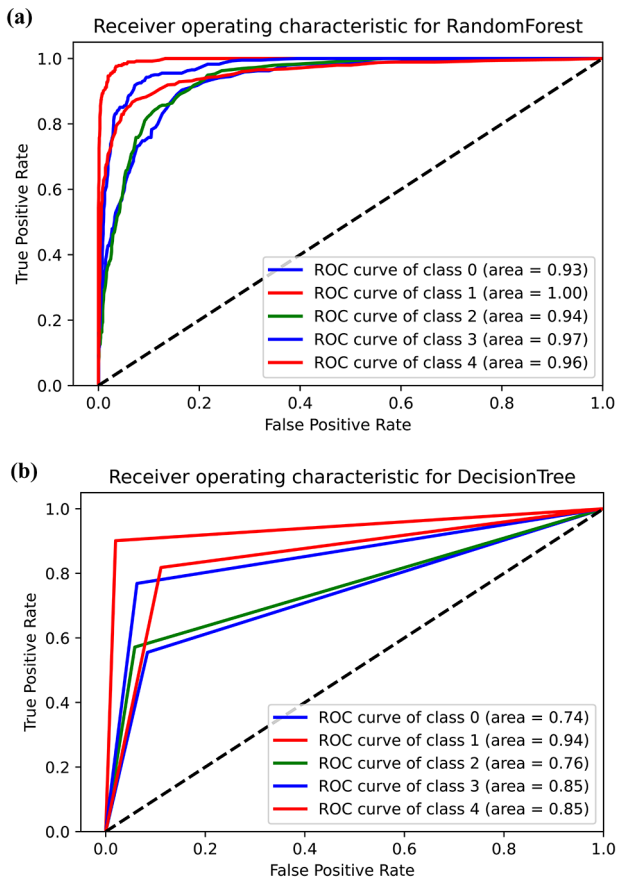 (a)
Receiver operating characteristic for RandomForest
1.0
0.8
0.6
0.4
0.2
0.0
True Positive Rate
ROC curve of class 0 (area = 0.93)
ROC curve of class 1 (area = 1.00)
ROC curve of class 2 (area = 0.94)
ROC curve of class 3 (area = 0.97)
ROC curve of class 4 (area = 0.96)
0.0 0.2 0.4 0.6 0.8 1.0
False Positive Rate
(b)
Receiver operating characteristic for DecisionTree
1.0
0.8
0.6
0.4
0.2
0.0
True Positive Rate
ROC curve of class 0 (area = 0.74)
ROC curve of class 1 (area = 0.94)
ROC curve of class 2 (area = 0.76)
ROC curve of class 3 (area = 0.85)
ROC curve of class 4 (area = 0.85)
0.0 0.2 0.4 0.6 0.8 1.0
False Positive Rate